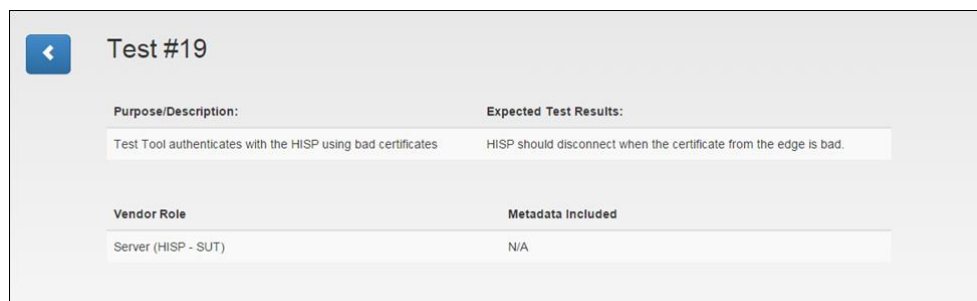 Test #19
Purpose/Description: Expected Test Results:
Test Tool authenticates with the HISP using bad certificates HISP should disconnect when the certificate from the edge is bad.
Vendor Role Metadata Included
Server (HISP - SUT) N/A